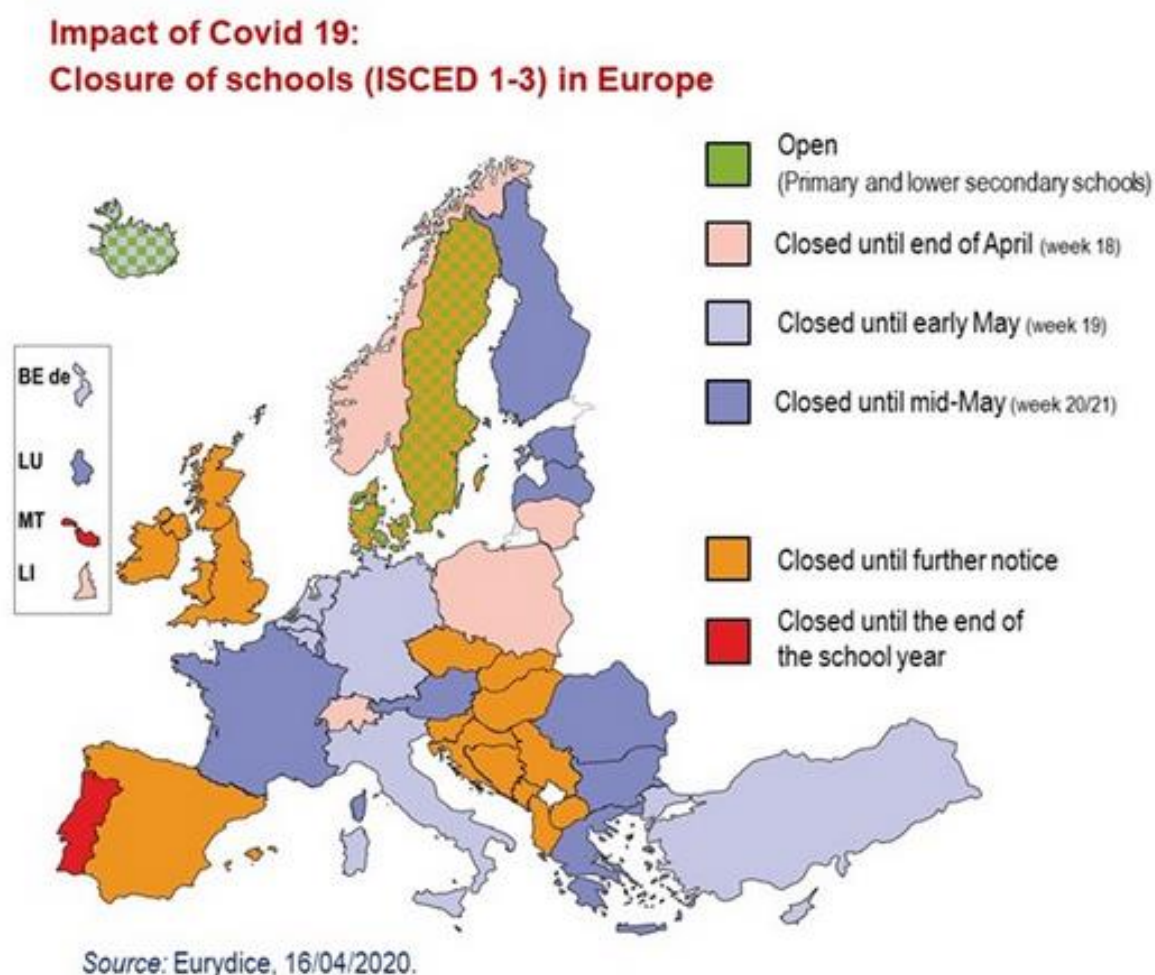 Impact of Covid 19:
Closure of schools (ISCED 1-3) in Europe
Open
(Primary and lower secondary schools)
Closed until end of April (week 18)
Closed until early May (week 19)
Closed until mid-May (week 20/21)
Closed until further notice
Closed until the end of
the school year
BE de
LU
MT
LI
Source: Eurydice, 16/04/2020.